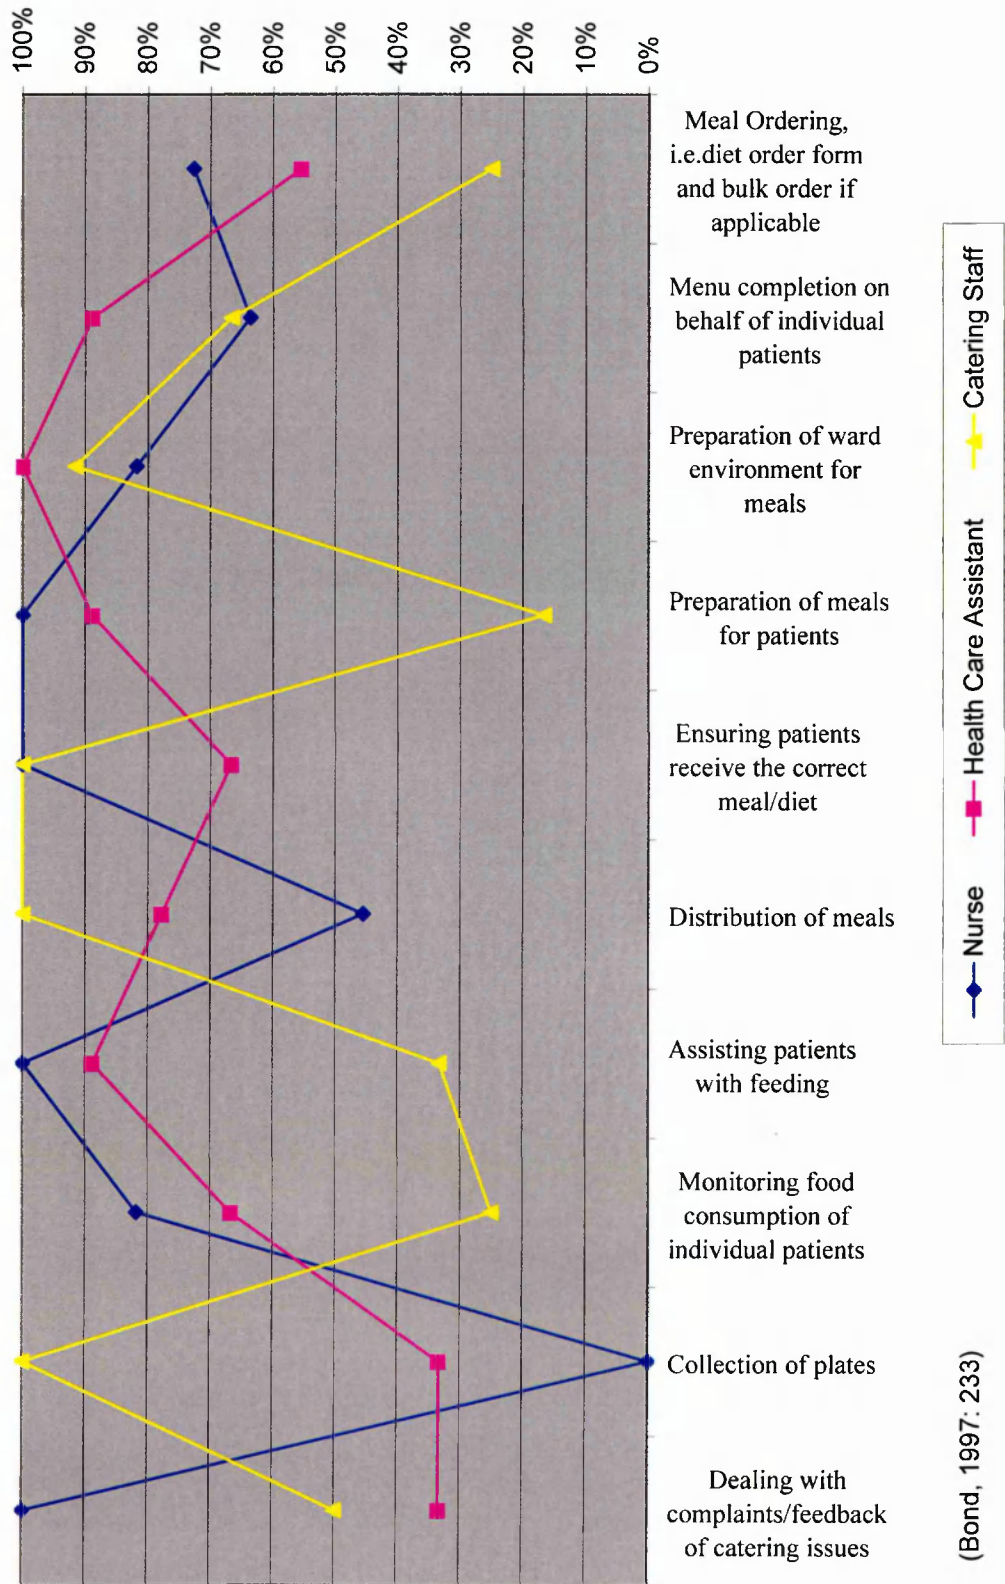 100%
90%
80%
70%
60%
50%
40%
30%
20%
10%
0%
Meal Ordering,
i.e.diet order form
and bulk order if
applicable
Menu completion on
behalf of individual
patients
Preparation of ward
environment for
meals
Preparation of meals
for patients
Ensuring patients
receive the correct
meal/diet
Distribution of meals
Assisting patients
with feeding
Monitoring food
consumption of
individual patients
Collection of plates
Dealing with
complaints/feedback
of catering issues
Nurse
Health Care Assistant
Catering Staff
(Bond, 1997: 233)